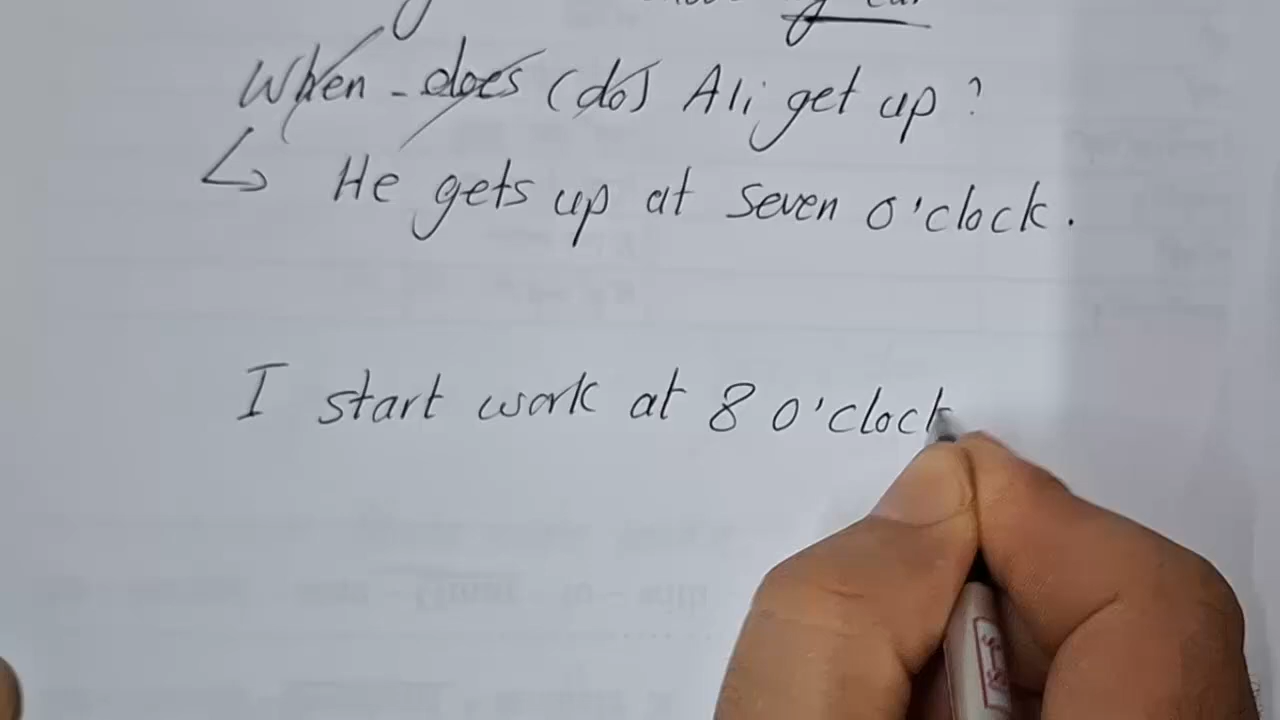 When - does (do) Ali get up ?
↳ He gets up at seven o'clock.
I start work at 8 o'clock